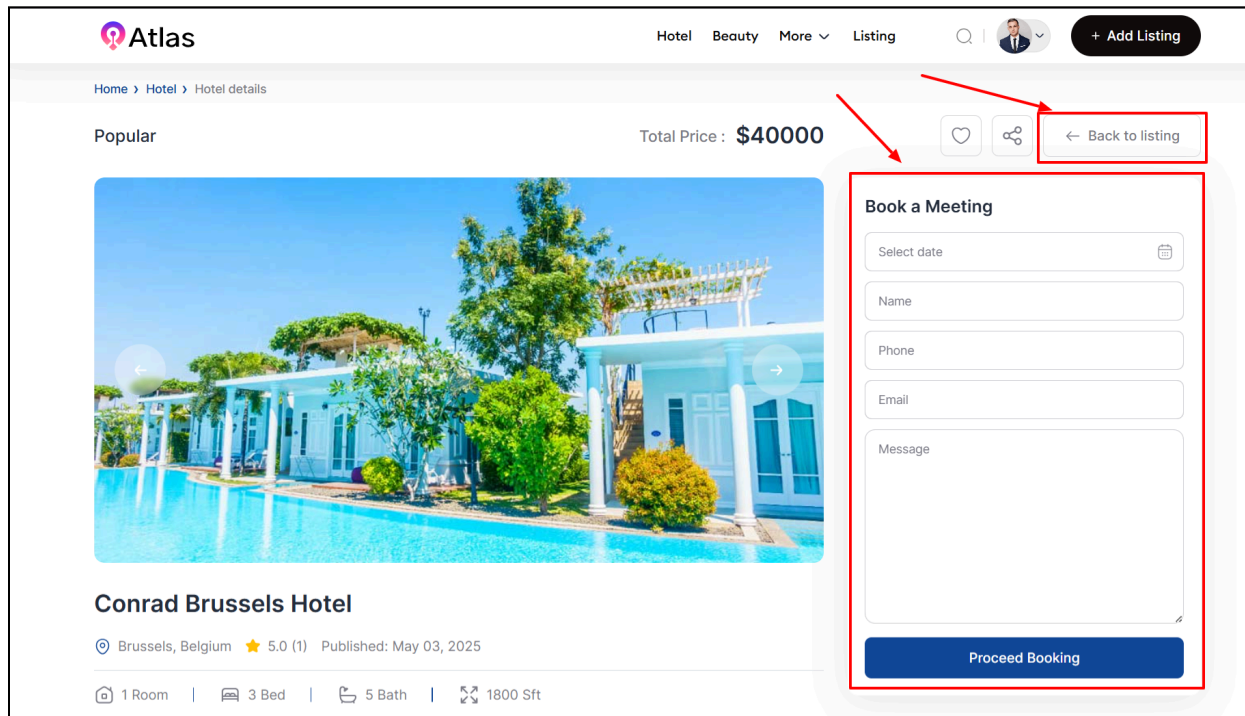 Atlas
Hotel Beauty More Listing + Add Listing
Home › Hotel › Hotel details
Popular
Total Price : $40000
← Back to listing
Book a Meeting
Select date
Name
Phone
Email
Message
Proceed Booking
Conrad Brussels Hotel
Brussels, Belgium 5.0 (1) Published: May 03, 2025
1 Room | 3 Bed | 5 Bath | 1800 Sft